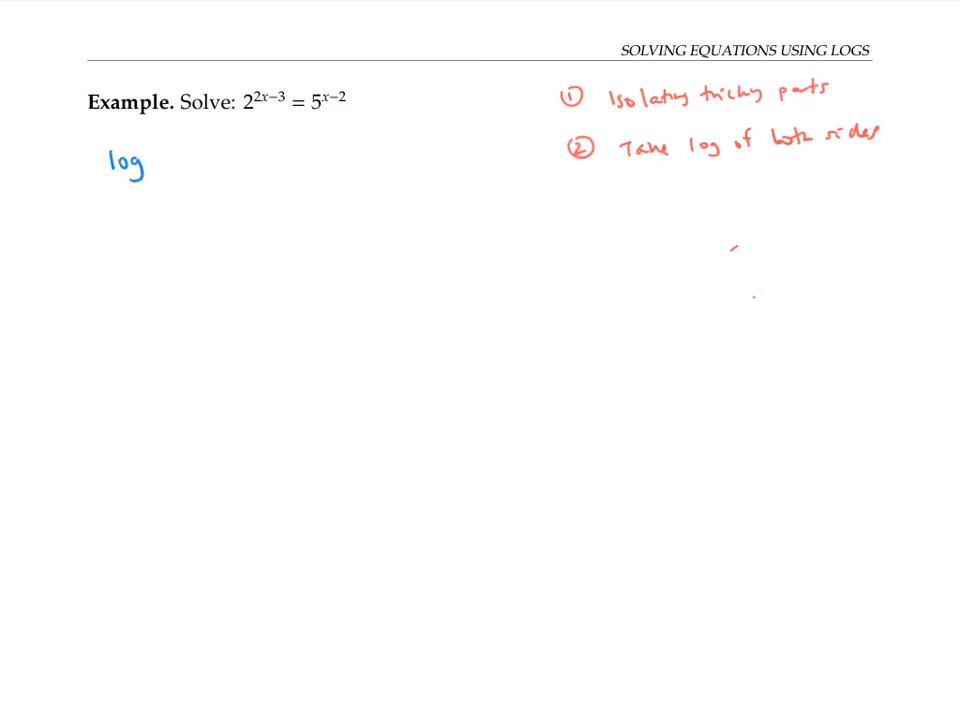 SOLVING EQUATIONS USING LOGS
Example. Solve: 2^{2x−3} = 5^{x−2}
① Isolating tricky parts
② Take log of both sides
log